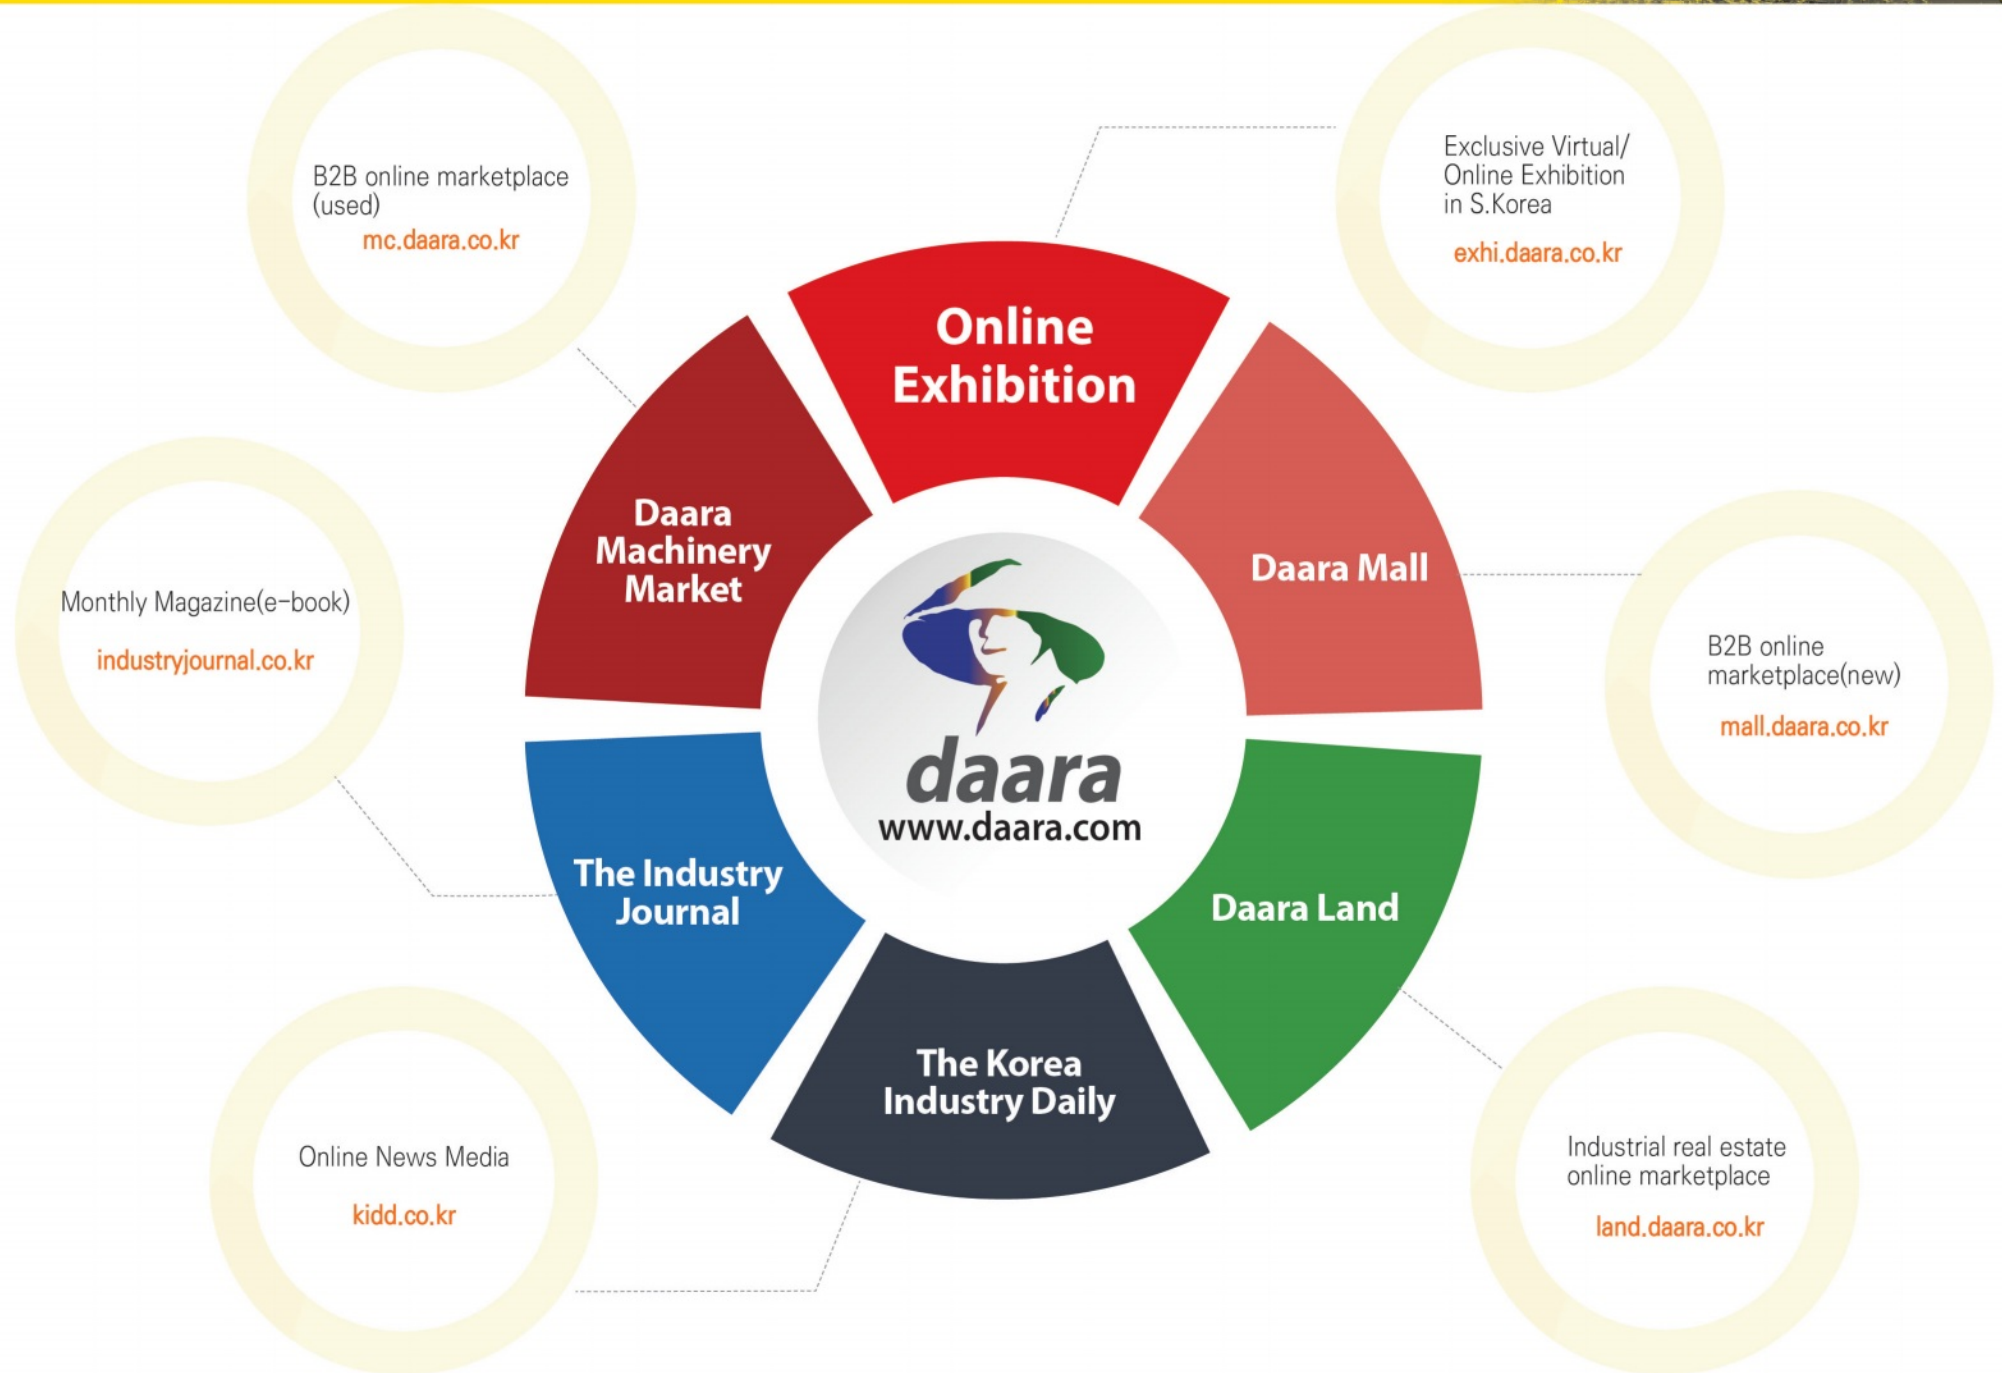 B2B online marketplace
(used)
mc.daara.co.kr
Exclusive Virtual/
Online Exhibition
in S.Korea
exhi.daara.co.kr
Online
Exhibition
Daara
Machinery
Market
Daara Mall
Monthly Magazine(e-book)
industryjournal.co.kr
B2B online
marketplace(new)
mall.daara.co.kr
daara
www.daara.com
The Industry
Journal
Daara Land
The Korea
Industry Daily
Online News Media
kidd.co.kr
Industrial real estate
online marketplace
land.daara.co.kr